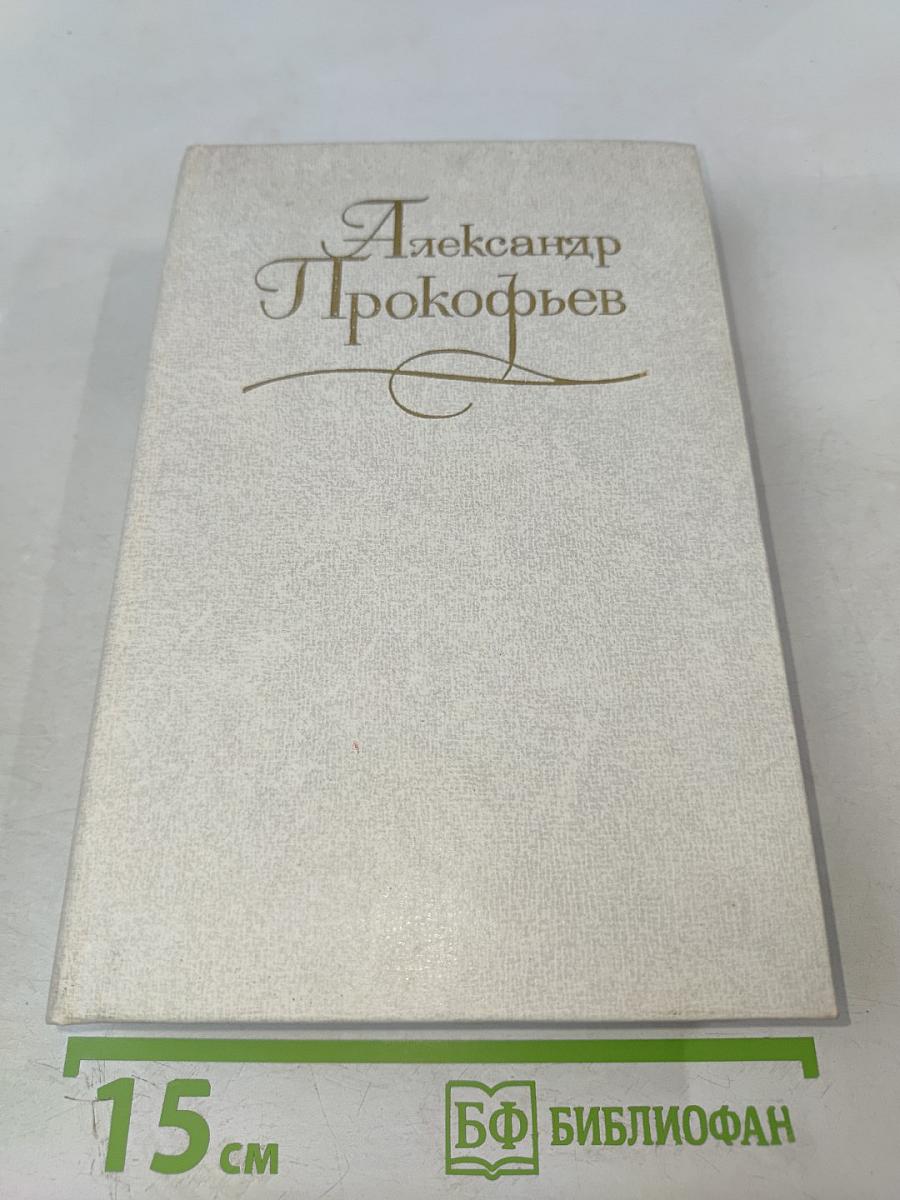 Александр
Прокофьев
15 см
БФ БИБЛИОФАН